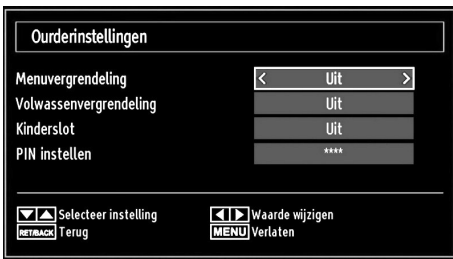 Ourderinstellingen
Menuvergrendeling < Uit >
Volwassenvergrendeling Uit
Kinderslot Uit
PIN instellen ****
Selecteer instelling Waarde wijzigen
RET/BACK Terug MENU Verlaten